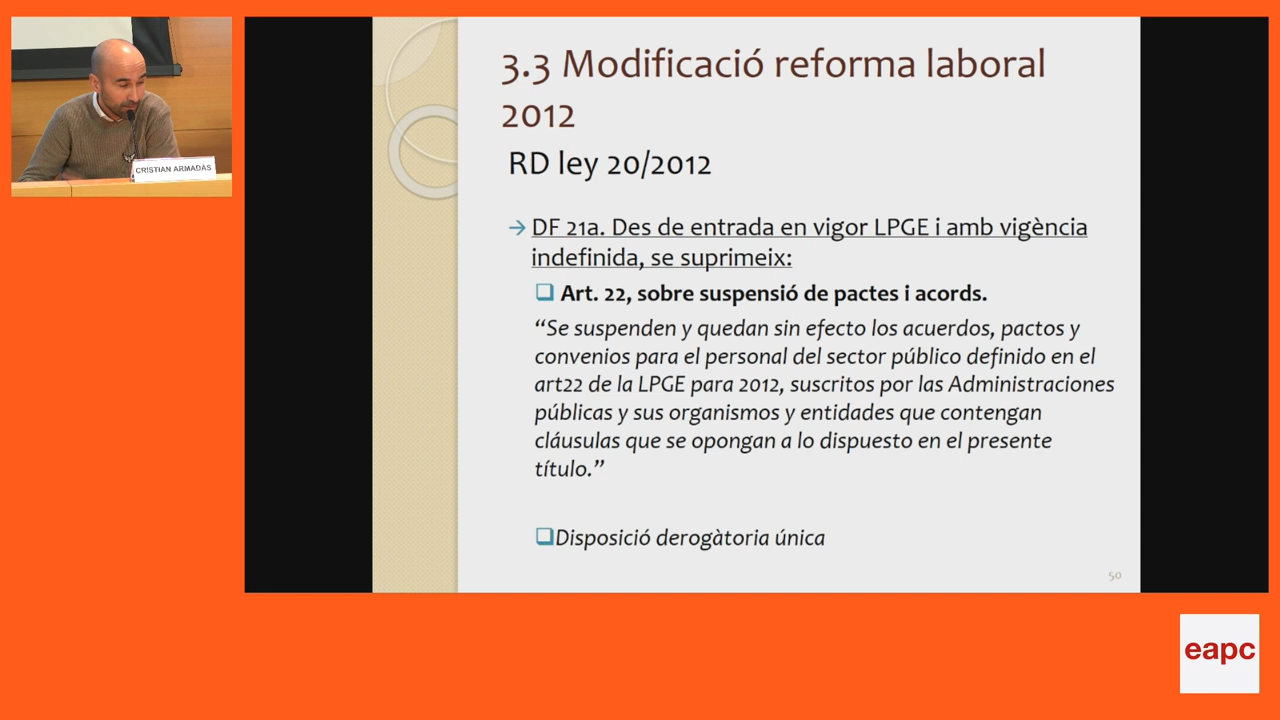 CRISTIAN ARMADÀS
3.3 Modificació reforma laboral
2012
RD ley 20/2012
→ DF 21a. Des de entrada en vigor LPGE i amb vigència
indefinida, se suprimeix:
❑ Art. 22, sobre suspensió de pactes i acords.
“Se suspenden y quedan sin efecto los acuerdos, pactos y
convenios para el personal del sector público definido en el
art22 de la LPGE para 2012, suscritos por las Administraciones
públicas y sus organismos y entidades que contengan
cláusulas que se opongan a lo dispuesto en el presente
título.”
❑Disposició derogàtoria única
50
eapc